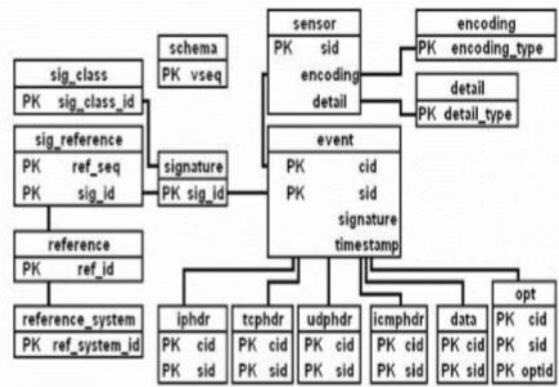 schema
PK vseq
sensor
PK sid
encoding
detail
encoding
PK encoding_type
detail
PK detail_type
sig_class
PK sig_class_id
sig_reference
PK ref_seq
PK sig_id
signature
PK sig_id
event
PK cid
PK sid
signature
timestamp
reference
PK ref_id
reference_system
PK ref_system_id
iphdr
PK cid
PK sid
tcphdr
PK cid
PK sid
udphdr
PK cid
PK sid
icmphdr
PK cid
PK sid
data
PK cid
PK sid
opt
PK cid
PK sid
PK optid